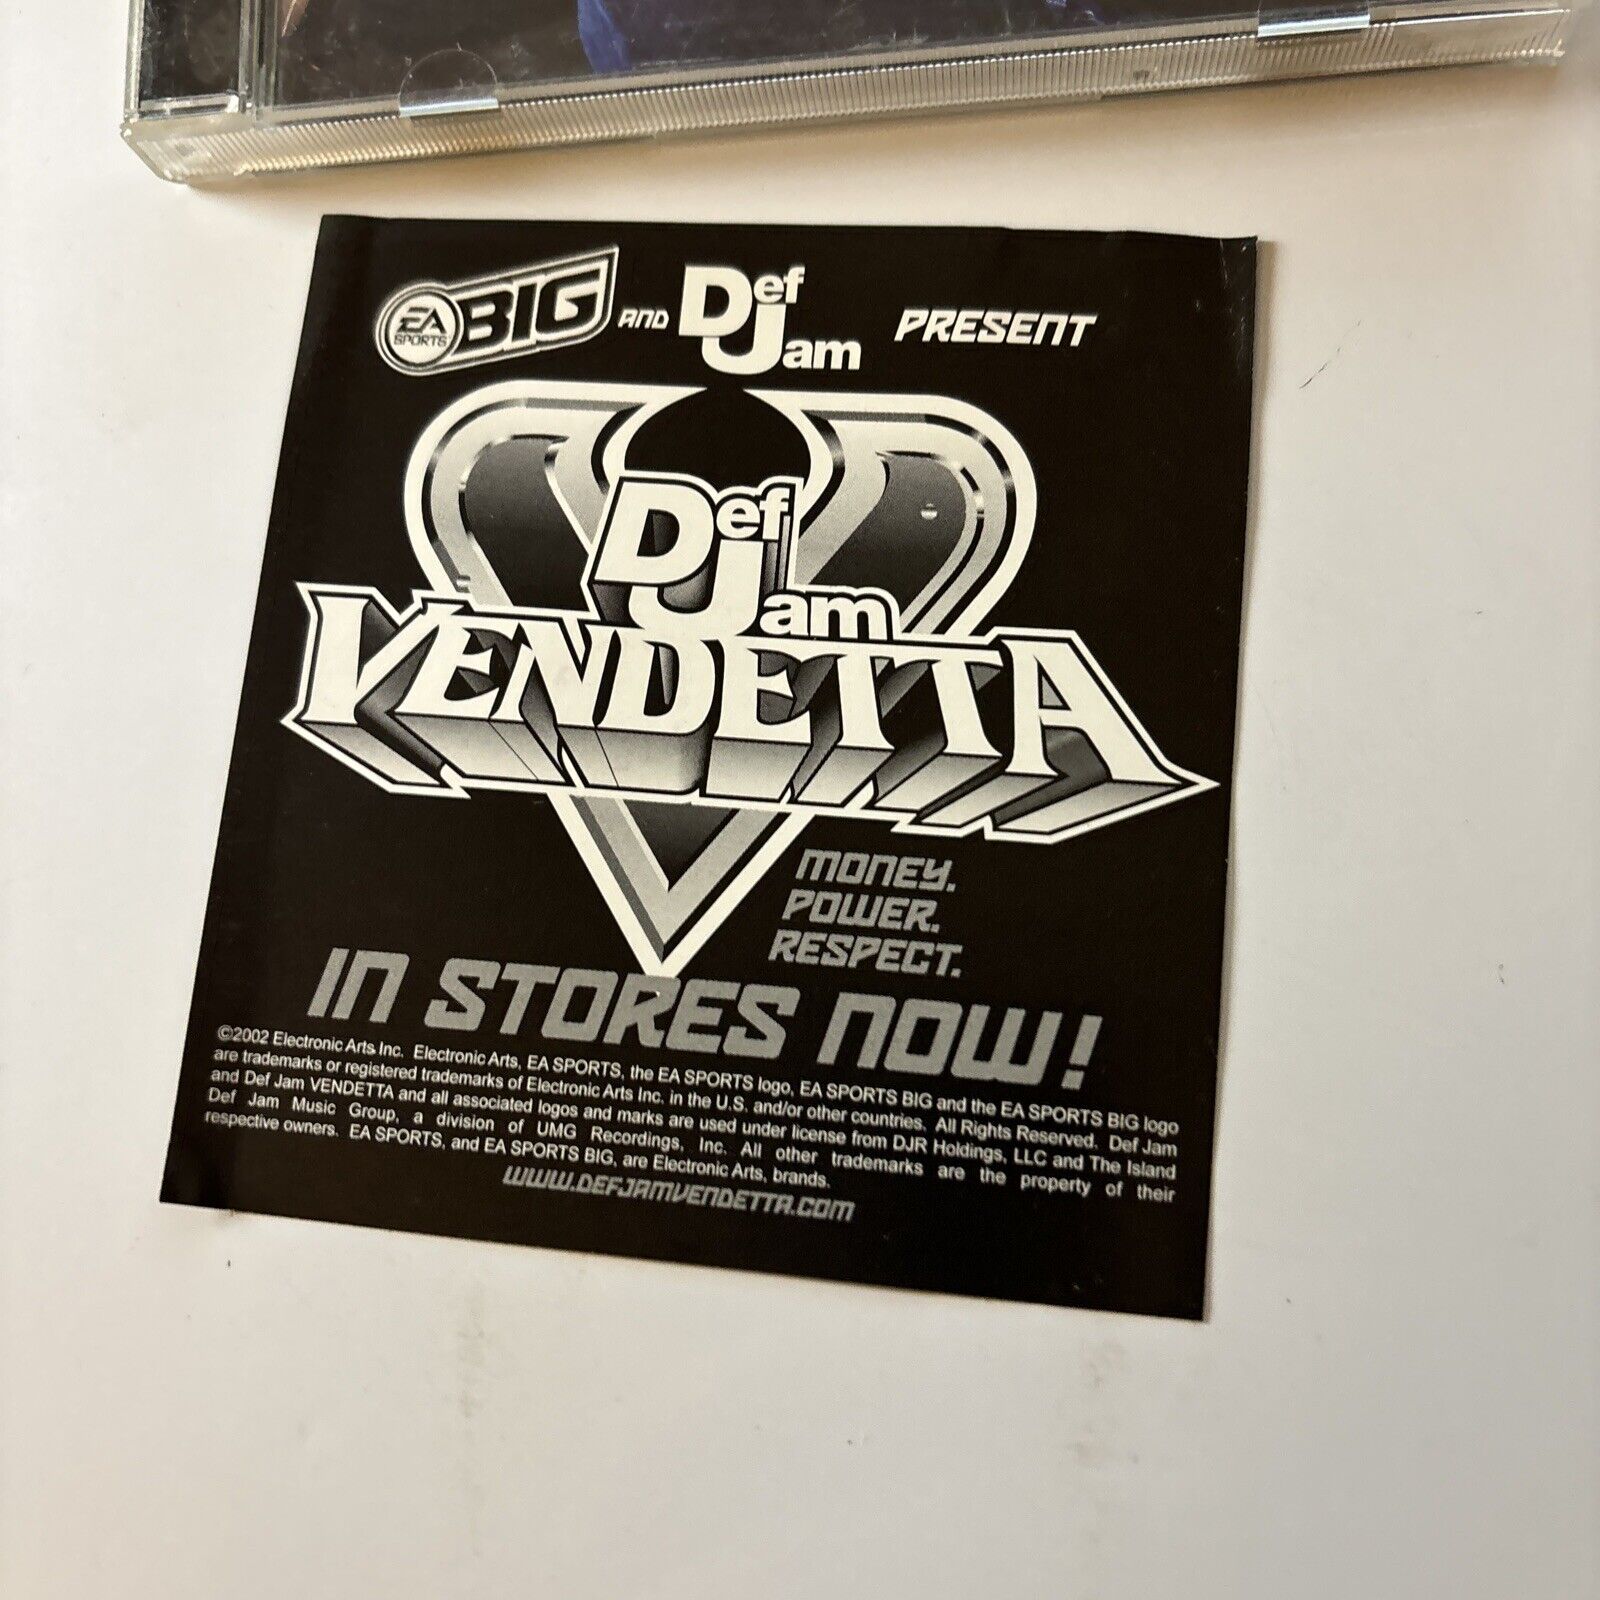 EA SPORTS BIG AND Def Jam PRESENT
Def Jam
VENDETTA
MONEY.
POWER.
RESPECT.
IN STORES NOW!
©2002 Electronic Arts Inc. Electronic Arts, EA SPORTS, the EA SPORTS logo, EA SPORTS BIG and the EA SPORTS BIG logo
are trademarks or registered trademarks of Electronic Arts Inc. in the U.S. and/or other countries. All Rights Reserved. Def Jam
and Def Jam VENDETTA and all associated logos and marks are used under license from DJR Holdings, LLC and The Island
Def Jam Music Group, a division of UMG Recordings, Inc. All other trademarks are the property of their
respective owners. EA SPORTS, and EA SPORTS BIG, are Electronic Arts, brands.
WWW.DEFJAMVENDETTA.COM